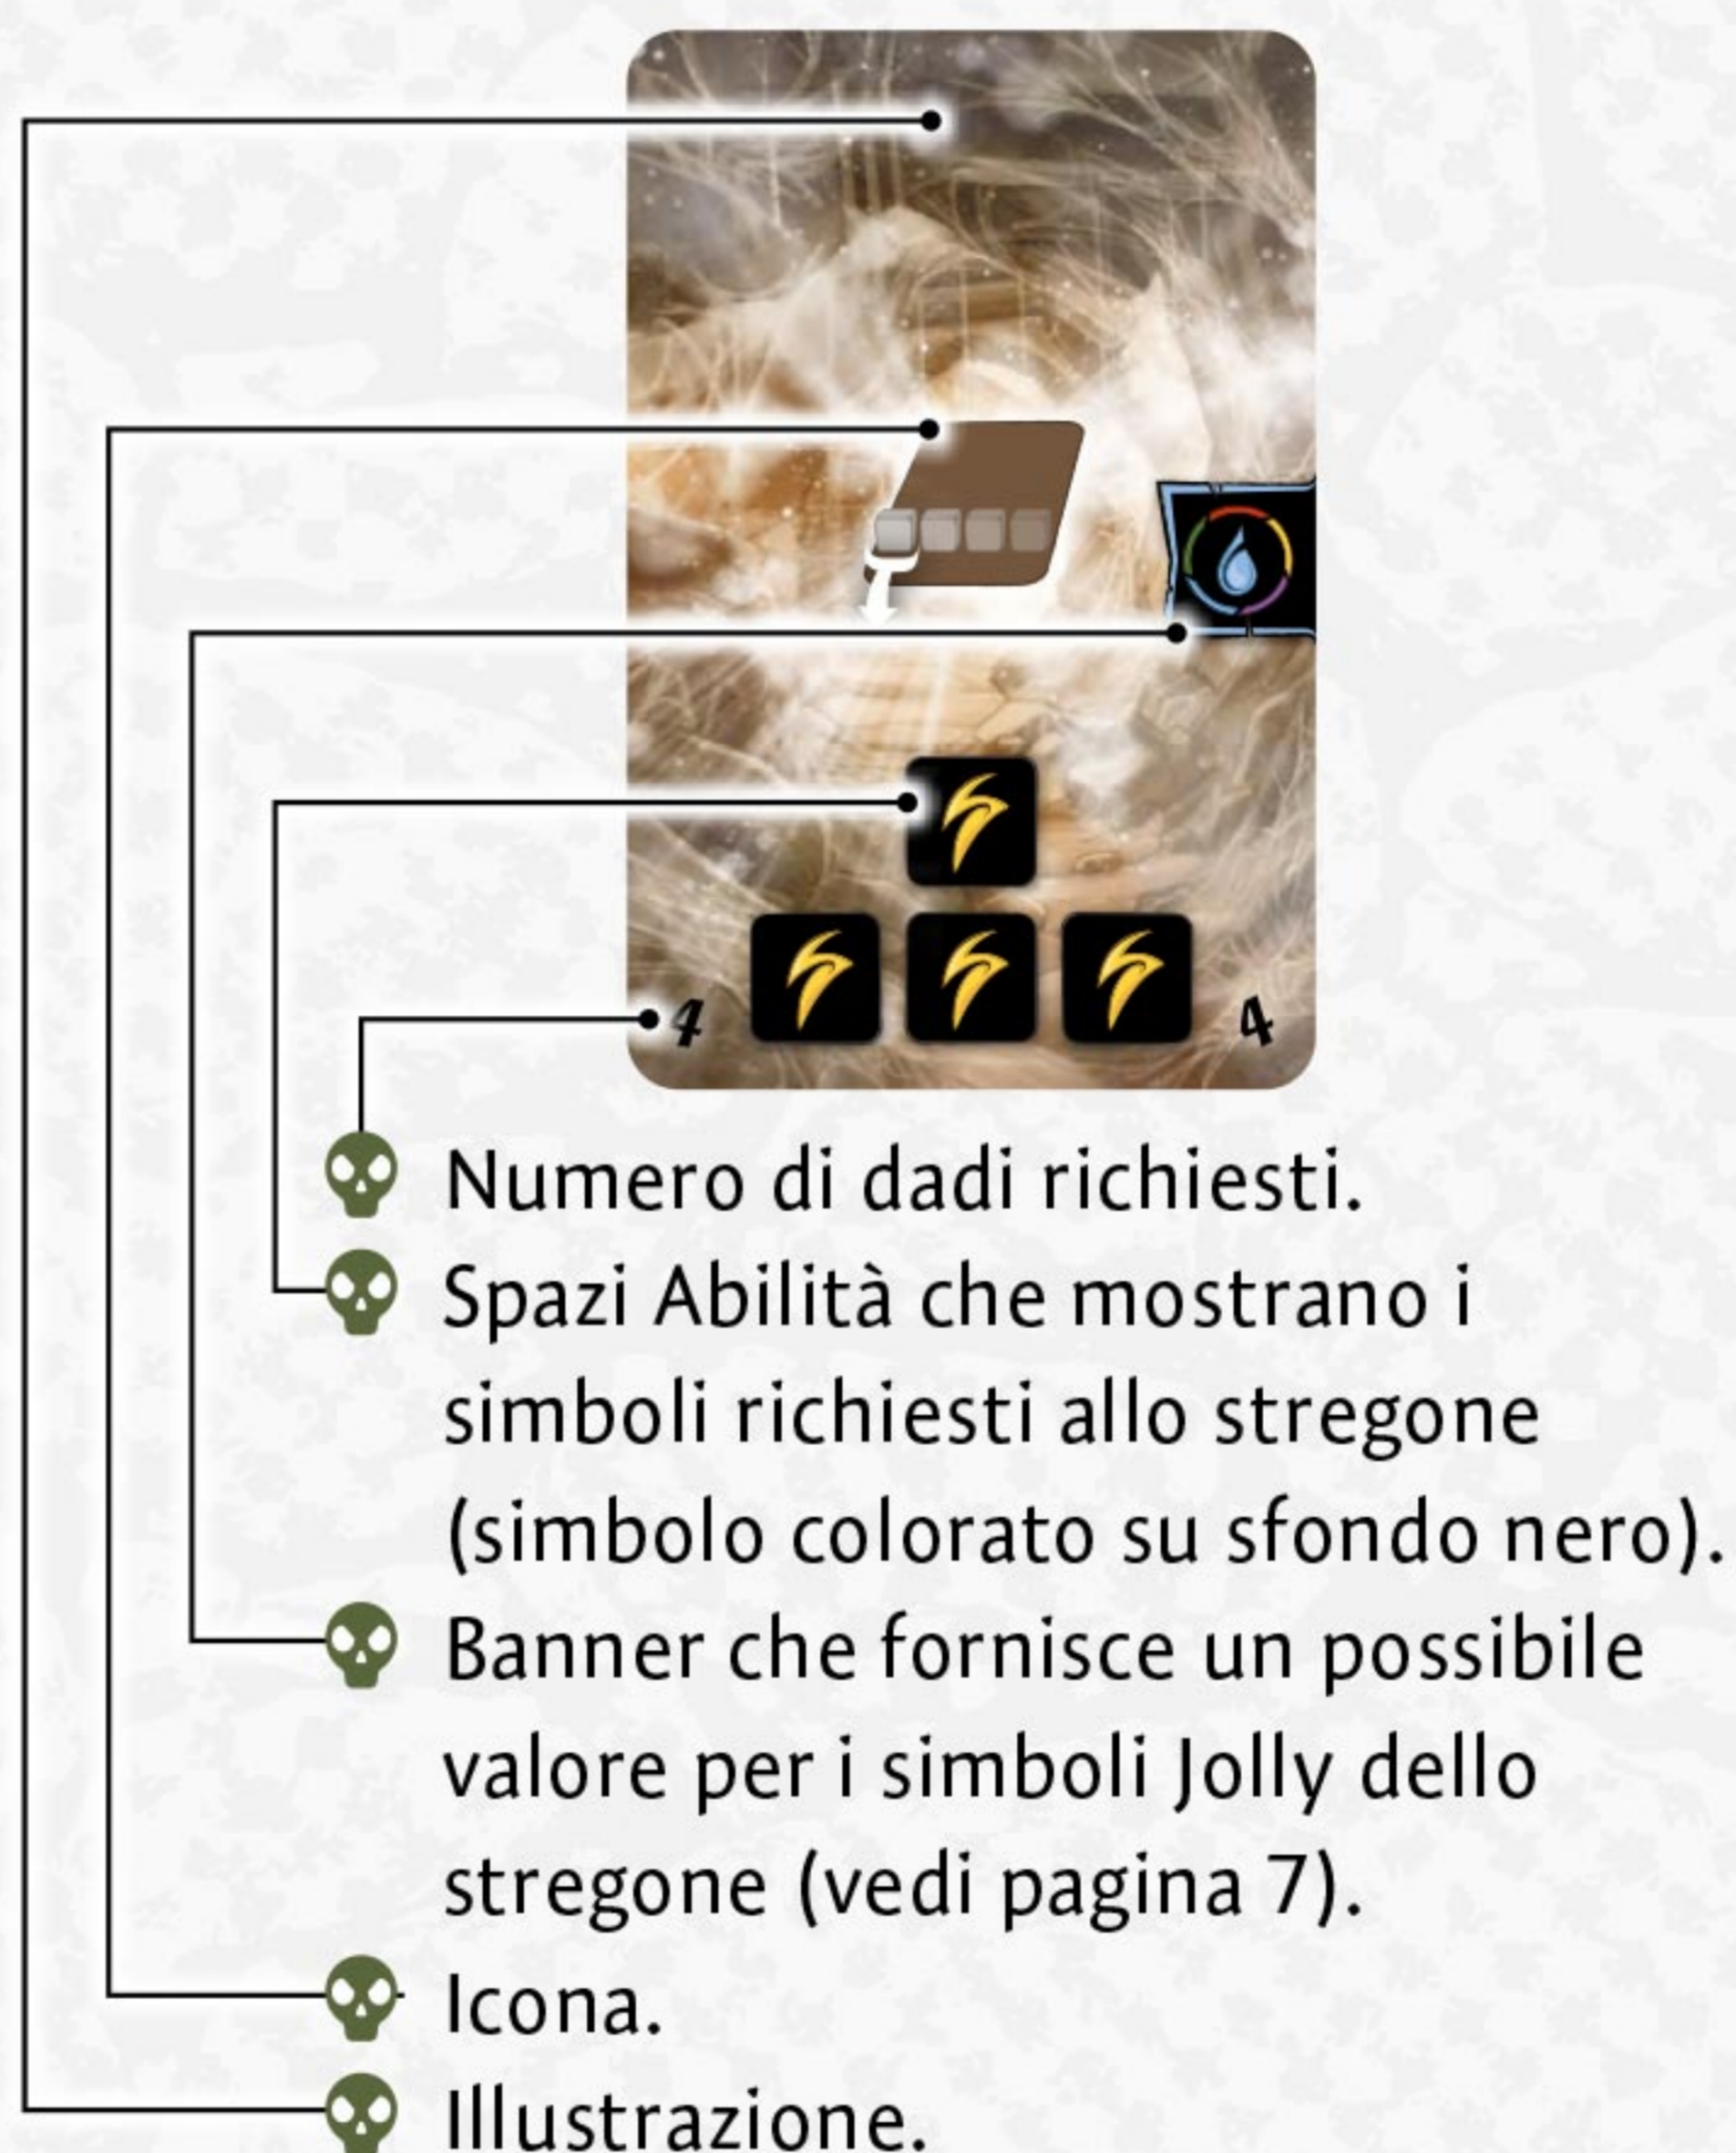 4 4
Numero di dadi richiesti.
Spazi Abilità che mostrano i
simboli richiesti allo stregone
(simbolo colorato su sfondo nero).
Banner che fornisce un possibile
valore per i simboli Jolly dello
stregone (vedi pagina 7).
Icona.
Illustrazione.